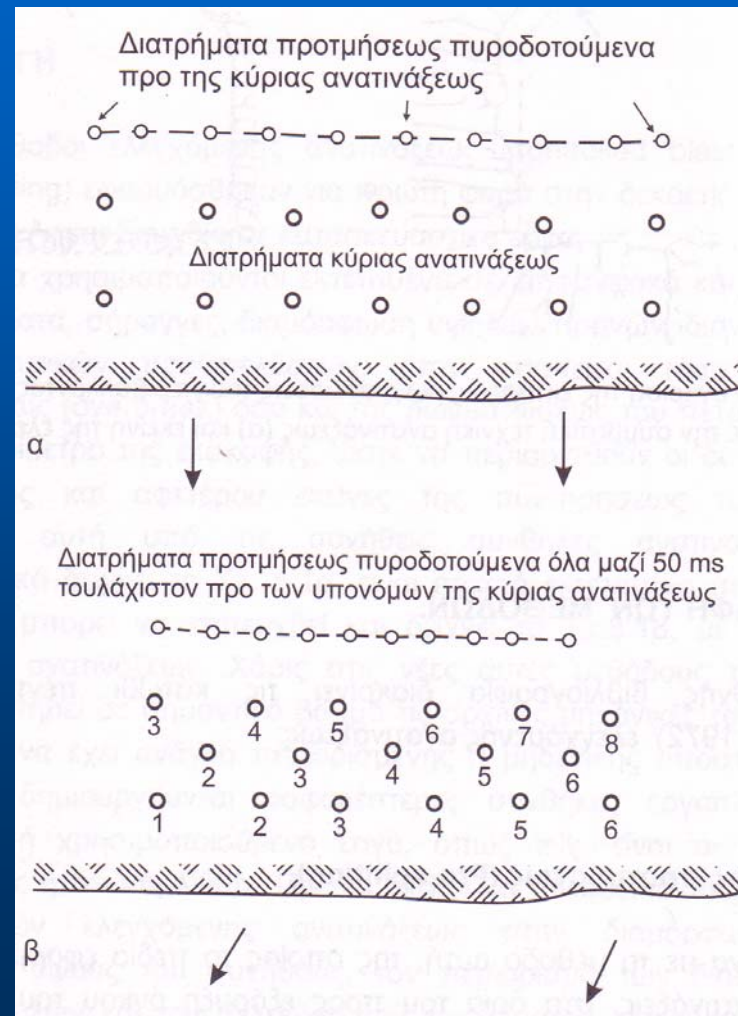 Διατρήματα προτμήσεως πυροδοτούμενα
προ της κύριας ανατινάξεως
Διατρήματα κύριας ανατινάξεως
α
Διατρήματα προτμήσεως πυροδοτούμενα όλα μαζί 50 ms
τουλάχιστον προ των υπονόμων της κύριας ανατινάξεως
3 4 5 6 7 8
2 3 4 5 6
1 2 3 4 5 6
β